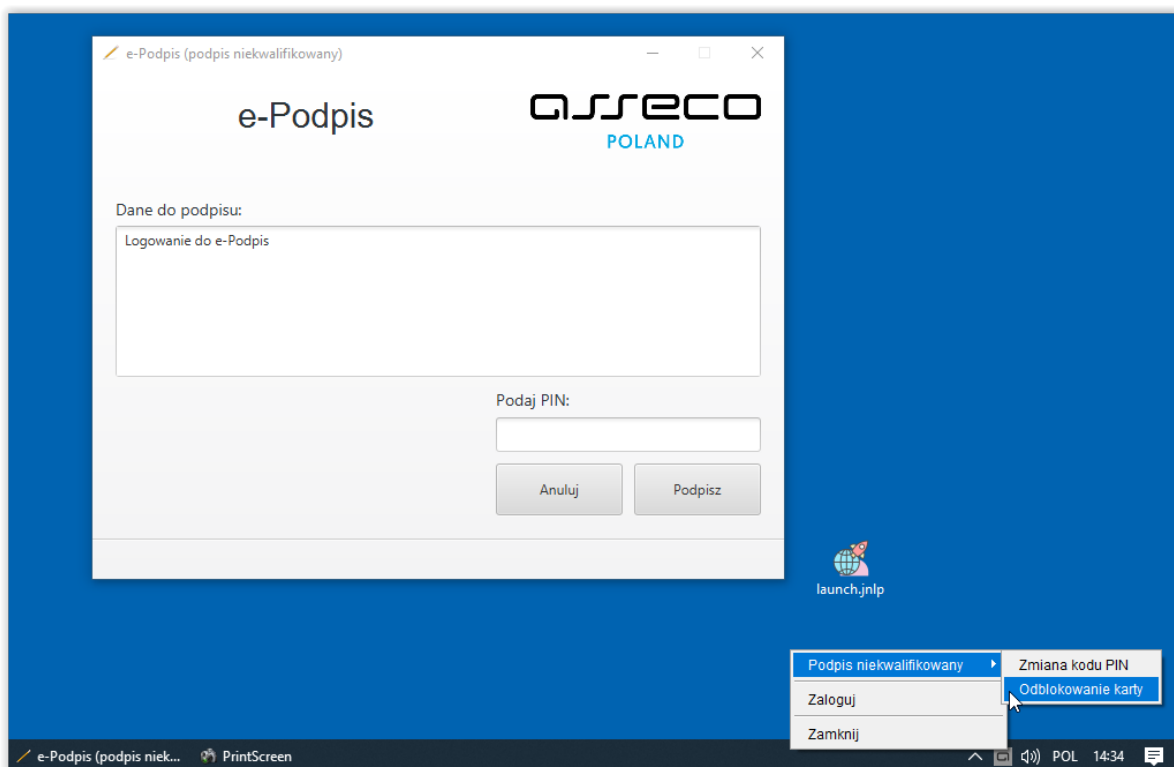 e-Podpis (podpis niekwalifikowany)
e-Podpis
asseco
POLAND
Dane do podpisu:
Logowanie do e-Podpis
Podaj PIN:
Anuluj
Podpisz
launch.jnlp
Podpis niekwalifikowany
Zmiana kodu PIN
Odblokowanie karty
Zaloguj
Zamknij
e-Podpis (podpis niek...
PrintScreen
POL
14:34